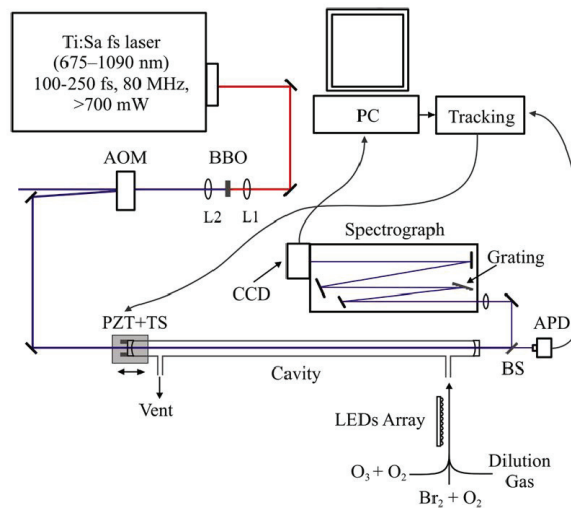 Ti:Sa fs laser
(675–1090 nm)
100-250 fs, 80 MHz,
>700 mW
PC
Tracking
AOM
BBO
L2
L1
Spectrograph
Grating
CCD
PZT+TS
APD
BS
Cavity
Vent
LEDs Array
O₃ + O₂
Dilution
Gas
Br₂ + O₂